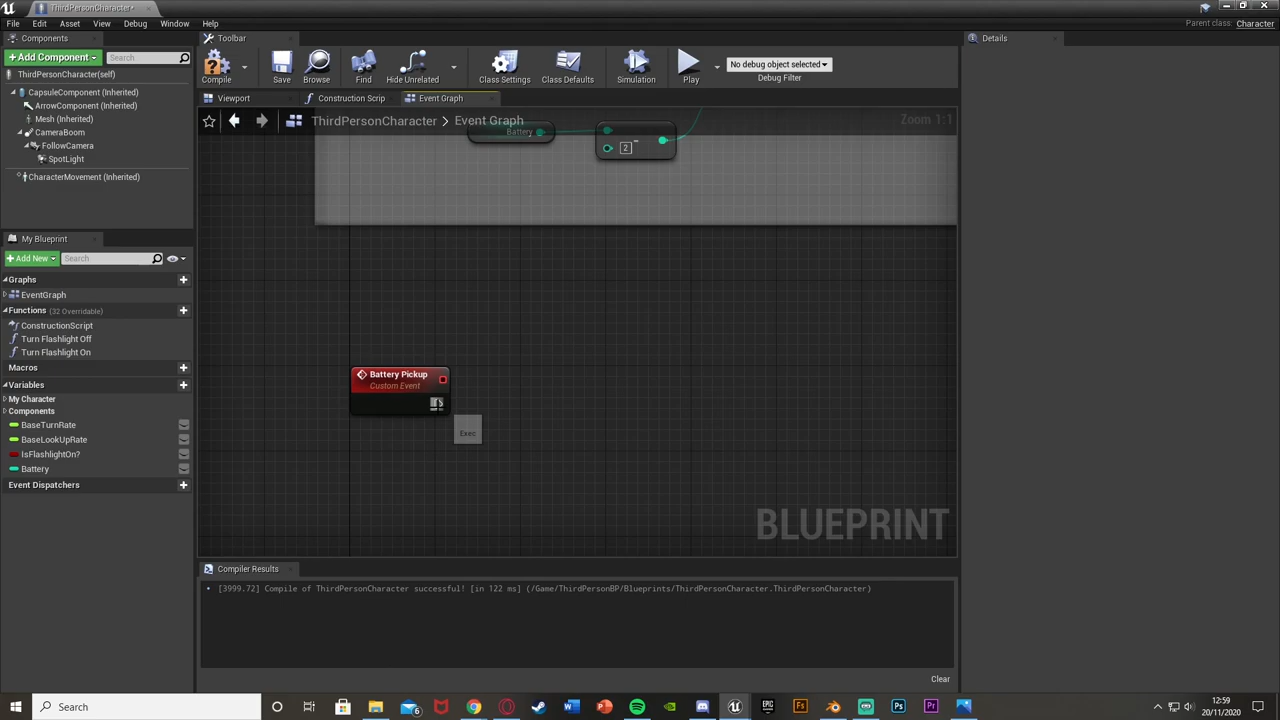 ThirdPersonCharacter*
File Edit Asset View Debug Window Help
Parent class: Character
Components
Toolbar
Details
+Add Component
Search
ThirdPersonCharacter(self)
CapsuleComponent (Inherited)
ArrowComponent (Inherited)
Mesh (Inherited)
CameraBoom
FollowCamera
SpotLight
CharacterMovement (Inherited)
Compile
Save
Browse
Find
Hide Unrelated
Class Settings
Class Defaults
Simulation
Play
No debug object selected
Debug Filter
Viewport
Construction Scrip
Event Graph
ThirdPersonCharacter > Event Graph
Zoom 1:1
Battery
2
-
My Blueprint
+Add New
Search
Graphs
EventGraph
Functions (32 Overridable)
ConstructionScript
Turn Flashlight Off
Turn Flashlight On
Macros
Variables
My Character
Components
BaseTurnRate
BaseLookUpRate
IsFlashlightOn?
Battery
Event Dispatchers
Battery Pickup
Custom Event
Exec
BLUEPRINT
Compiler Results
[3999.72] Compile of ThirdPersonCharacter successful! [in 122 ms] (/Game/ThirdPersonBP/Blueprints/ThirdPersonCharacter.ThirdPersonCharacter)
Clear
Search
6
EPIC
Fs
Ps
Pr
12:59
20/11/2020